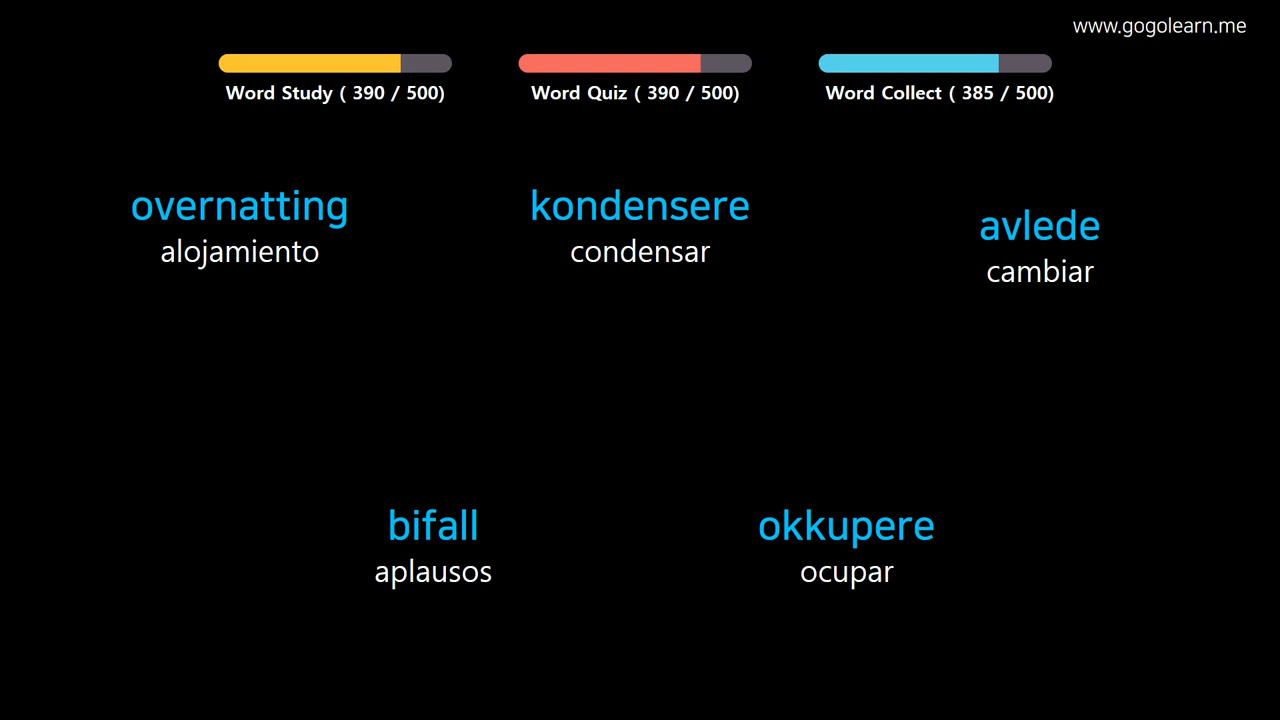 www.gogolearn.me
Word Study ( 390 / 500)
Word Quiz ( 390 / 500)
Word Collect ( 385 / 500)
overnatting
alojamiento
kondensere
condensar
avlede
cambiar
bifall
aplausos
okkupere
ocupar